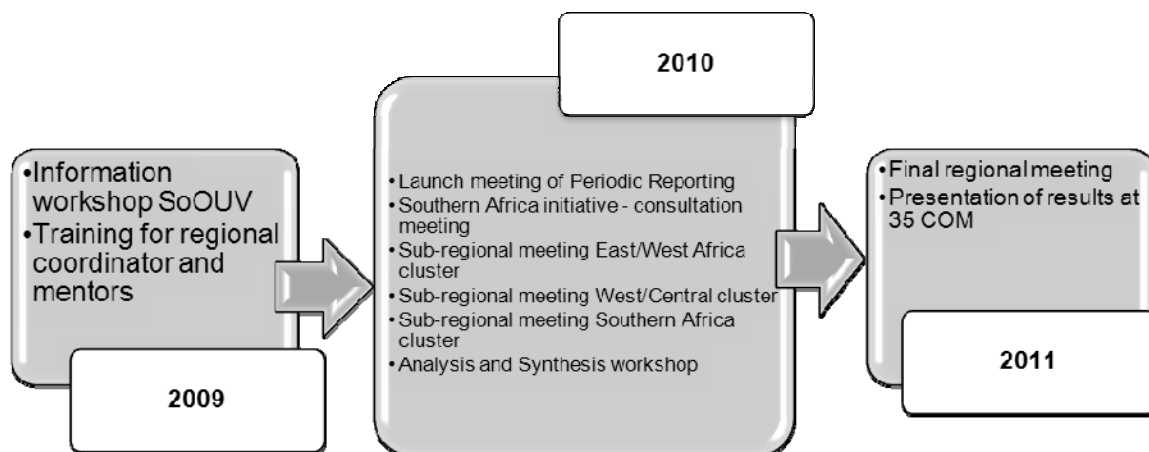 •Information
workshop SoOUV
•Training for regional
coordinator and
mentors
2009
2010
•Launch meeting of Periodic Reporting
•Southern Africa initiative - consultation
meeting
•Sub-regional meeting East/West Africa
cluster
•Sub-regional meeting West/Central cluster
•Sub-regional meeting Southern Africa
cluster
•Analysis and Synthesis workshop
•Final regional meeting
•Presentation of results at
35 COM
2011